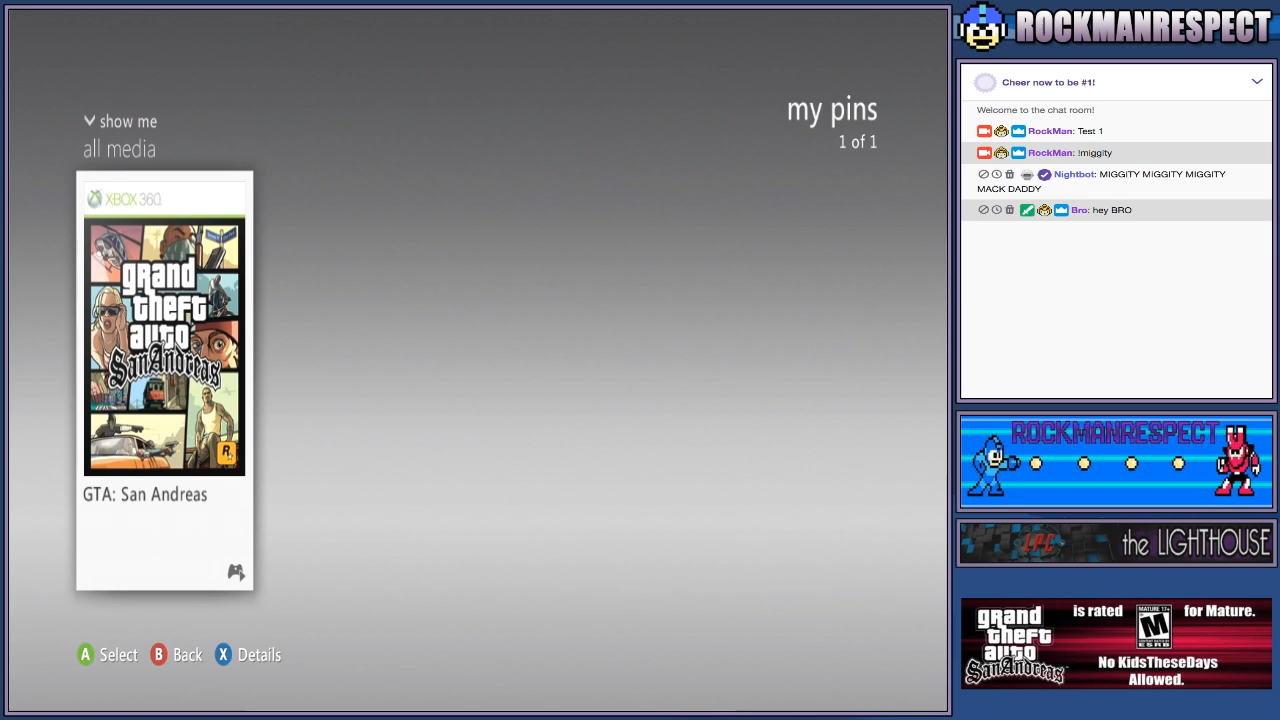 show me
all media
my pins
1 of 1
XBOX 360
grand
theft
auto
San Andreas
R
GTA: San Andreas
A Select B Back X Details
ROCKMANRESPECT
Cheer now to be #1!
Welcome to the chat room!
RockMan: Test 1
RockMan: !miggity
Nightbot: MIGGITY MIGGITY MIGGITY
MACK DADDY
Bro: hey BRO
ROCKMANRESPECT
LPC
the LIGHTHOUSE
grand
theft
auto
San Andreas
is rated
MATURE 17+
M
ESRB
for Mature.
No KidsTheseDays
Allowed.